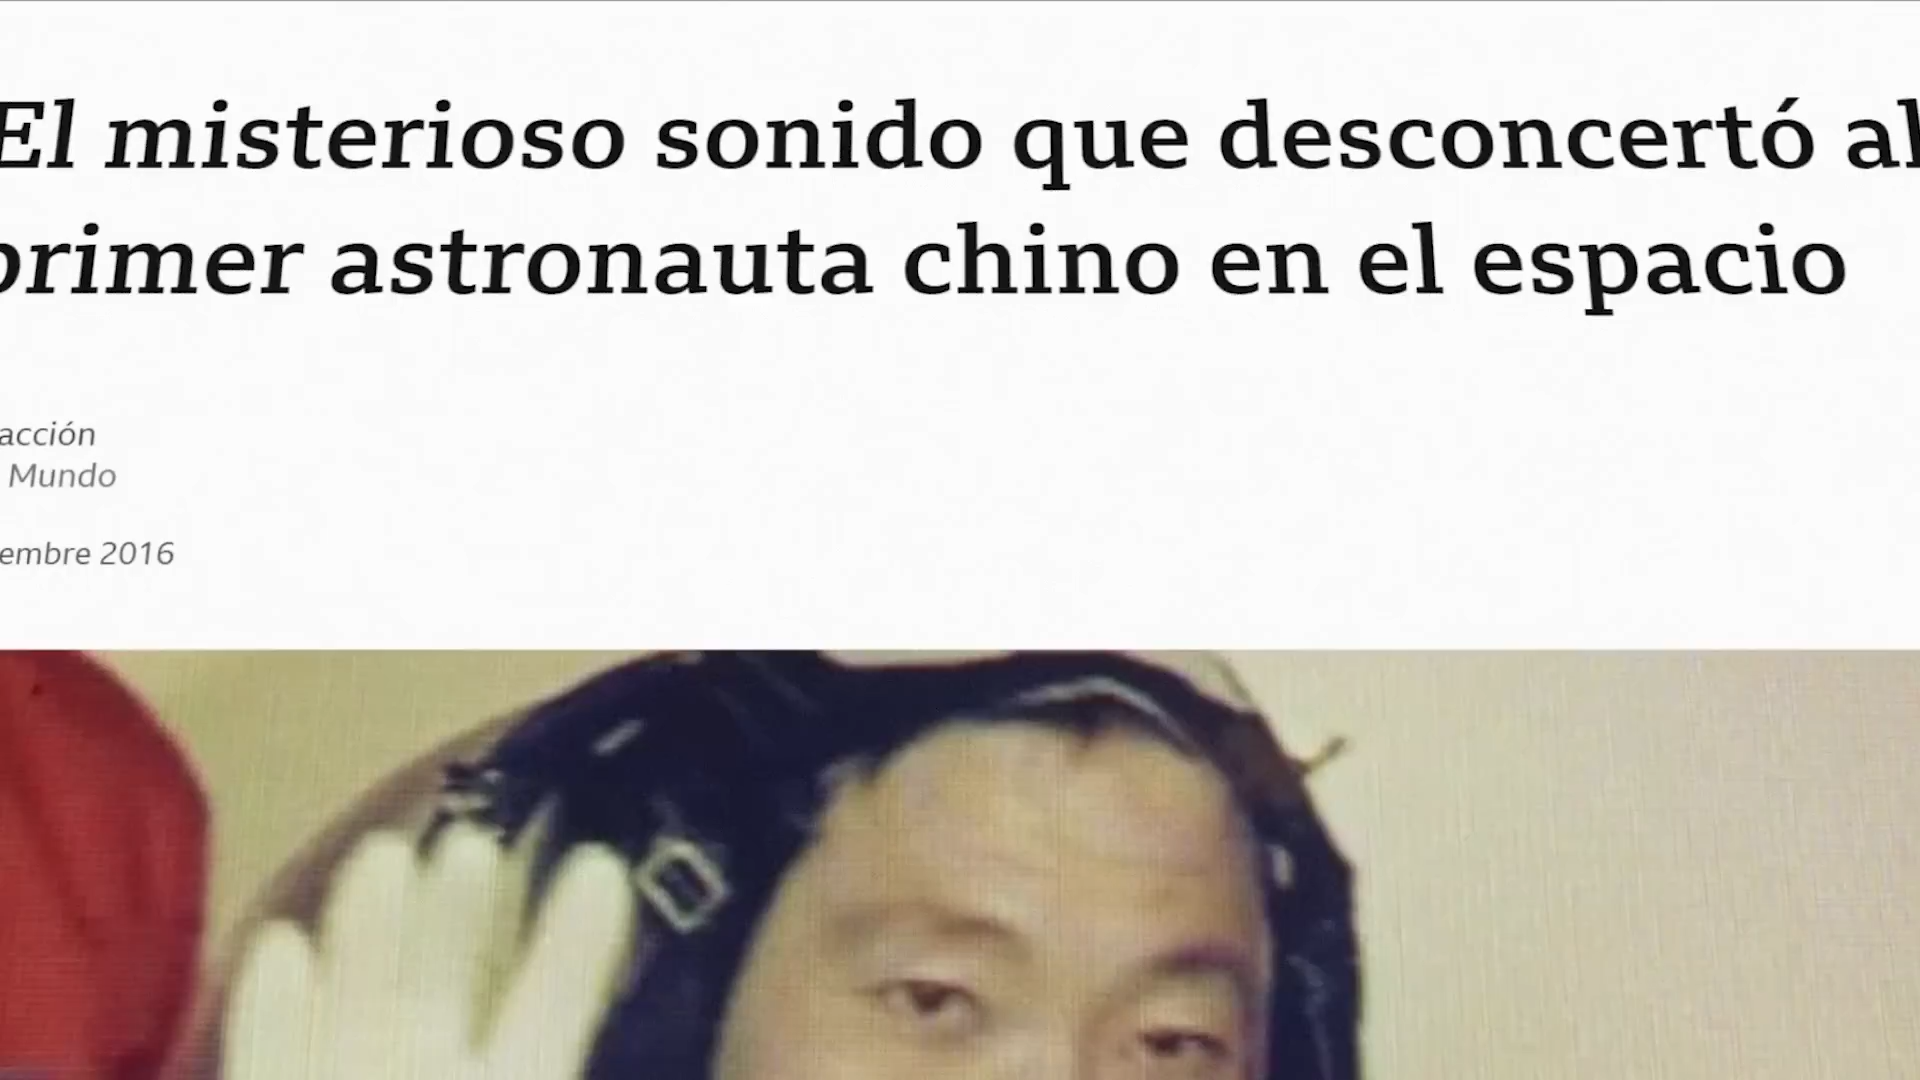 El misterioso sonido que desconcertó al
primer astronauta chino en el espacio
acción
Mundo
embre 2016